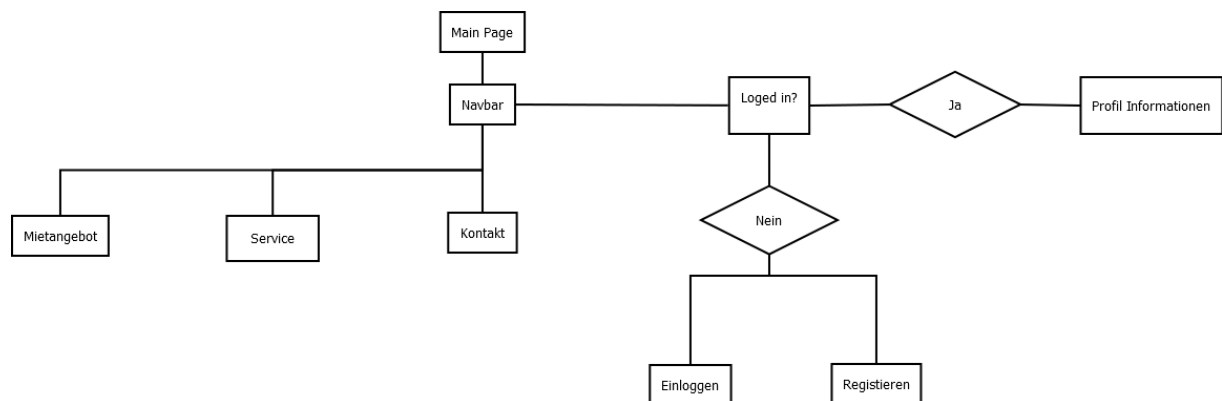 Main Page
Navbar
Loged in?
Ja
Profil Informationen
Mietangebot
Service
Kontakt
Nein
Einloggen
Registieren